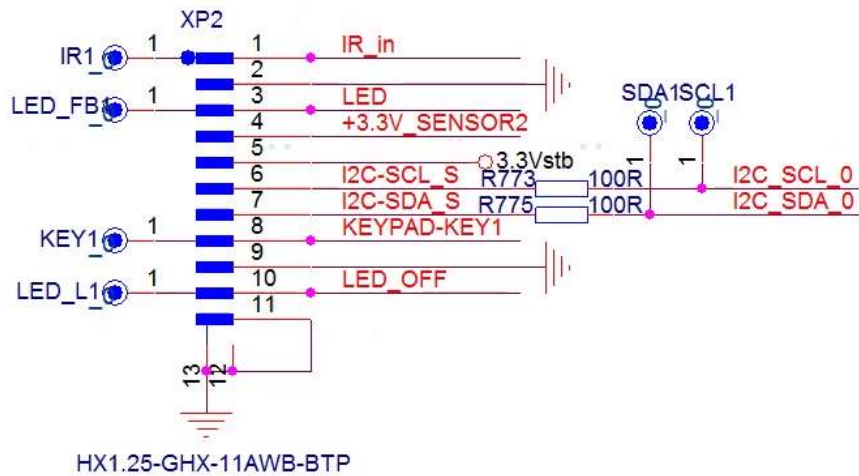 XP2
IR1 1 1 IR_in
2
LED_FB1 1 3 LED
SDA1 SCL1
4 +3.3V_SENSOR2
5 3.3Vstb
1 1
6 I2C-SCL_S R773 100R I2C_SCL_0
7 I2C-SDA_S R775 100R I2C_SDA_0
KEY1 1 8 KEYPAD-KEY1
9
LED_L1 1 10 LED_OFF
11
13 12
HX1.25-GHX-11AWB-BTP